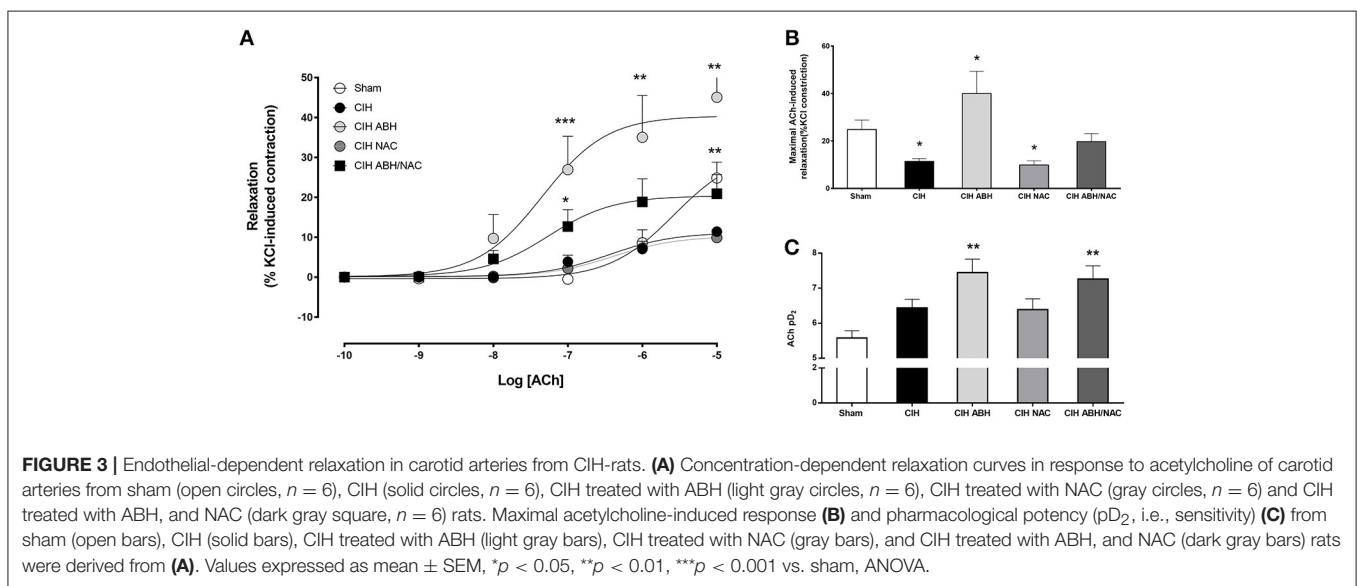 A
Relaxation
(% KCl-induced contraction)
50
40
30
20
10
0
-10
Sham
CIH
CIH ABH
CIH NAC
CIH ABH/NAC
*
***
**
**
**
-10
-9
-8
-7
-6
-5
Log [ACh]
B
Maximal ACh-induced
relaxation(%KCl constriction)
60
40
20
0
*
*
*
Sham
CIH
CIH ABH
CIH NAC
CIH ABH/NAC
C
ACh pD₂
8
7
6
5
2
0
**
**
Sham
CIH
CIH ABH
CIH NAC
CIH ABH/NAC
FIGURE 3 | Endothelial-dependent relaxation in carotid arteries from CIH-rats. (A) Concentration-dependent relaxation curves in response to acetylcholine of carotid
arteries from sham (open circles, n = 6), CIH (solid circles, n = 6), CIH treated with ABH (light gray circles, n = 6), CIH treated with NAC (gray circles, n = 6) and CIH
treated with ABH, and NAC (dark gray square, n = 6) rats. Maximal acetylcholine-induced response (B) and pharmacological potency (pD₂, i.e., sensitivity) (C) from
sham (open bars), CIH (solid bars), CIH treated with ABH (light gray bars), CIH treated with NAC (gray bars), and CIH treated with ABH, and NAC (dark gray bars) rats
were derived from (A). Values expressed as mean ± SEM, *p < 0.05, **p < 0.01, ***p < 0.001 vs. sham, ANOVA.